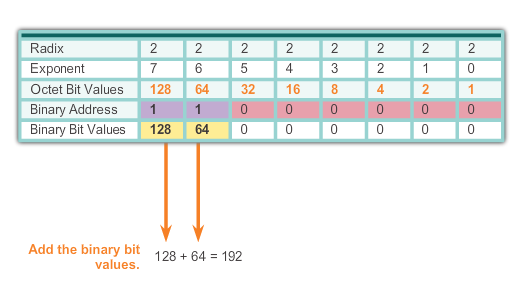 Radix 2 2 2 2 2 2 2 2
Exponent 7 6 5 4 3 2 1 0
Octet Bit Values 128 64 32 16 8 4 2 1
Binary Address 1 1 0 0 0 0 0 0
Binary Bit Values 128 64 0 0 0 0 0 0
Add the binary bit
values.
128 + 64 = 192